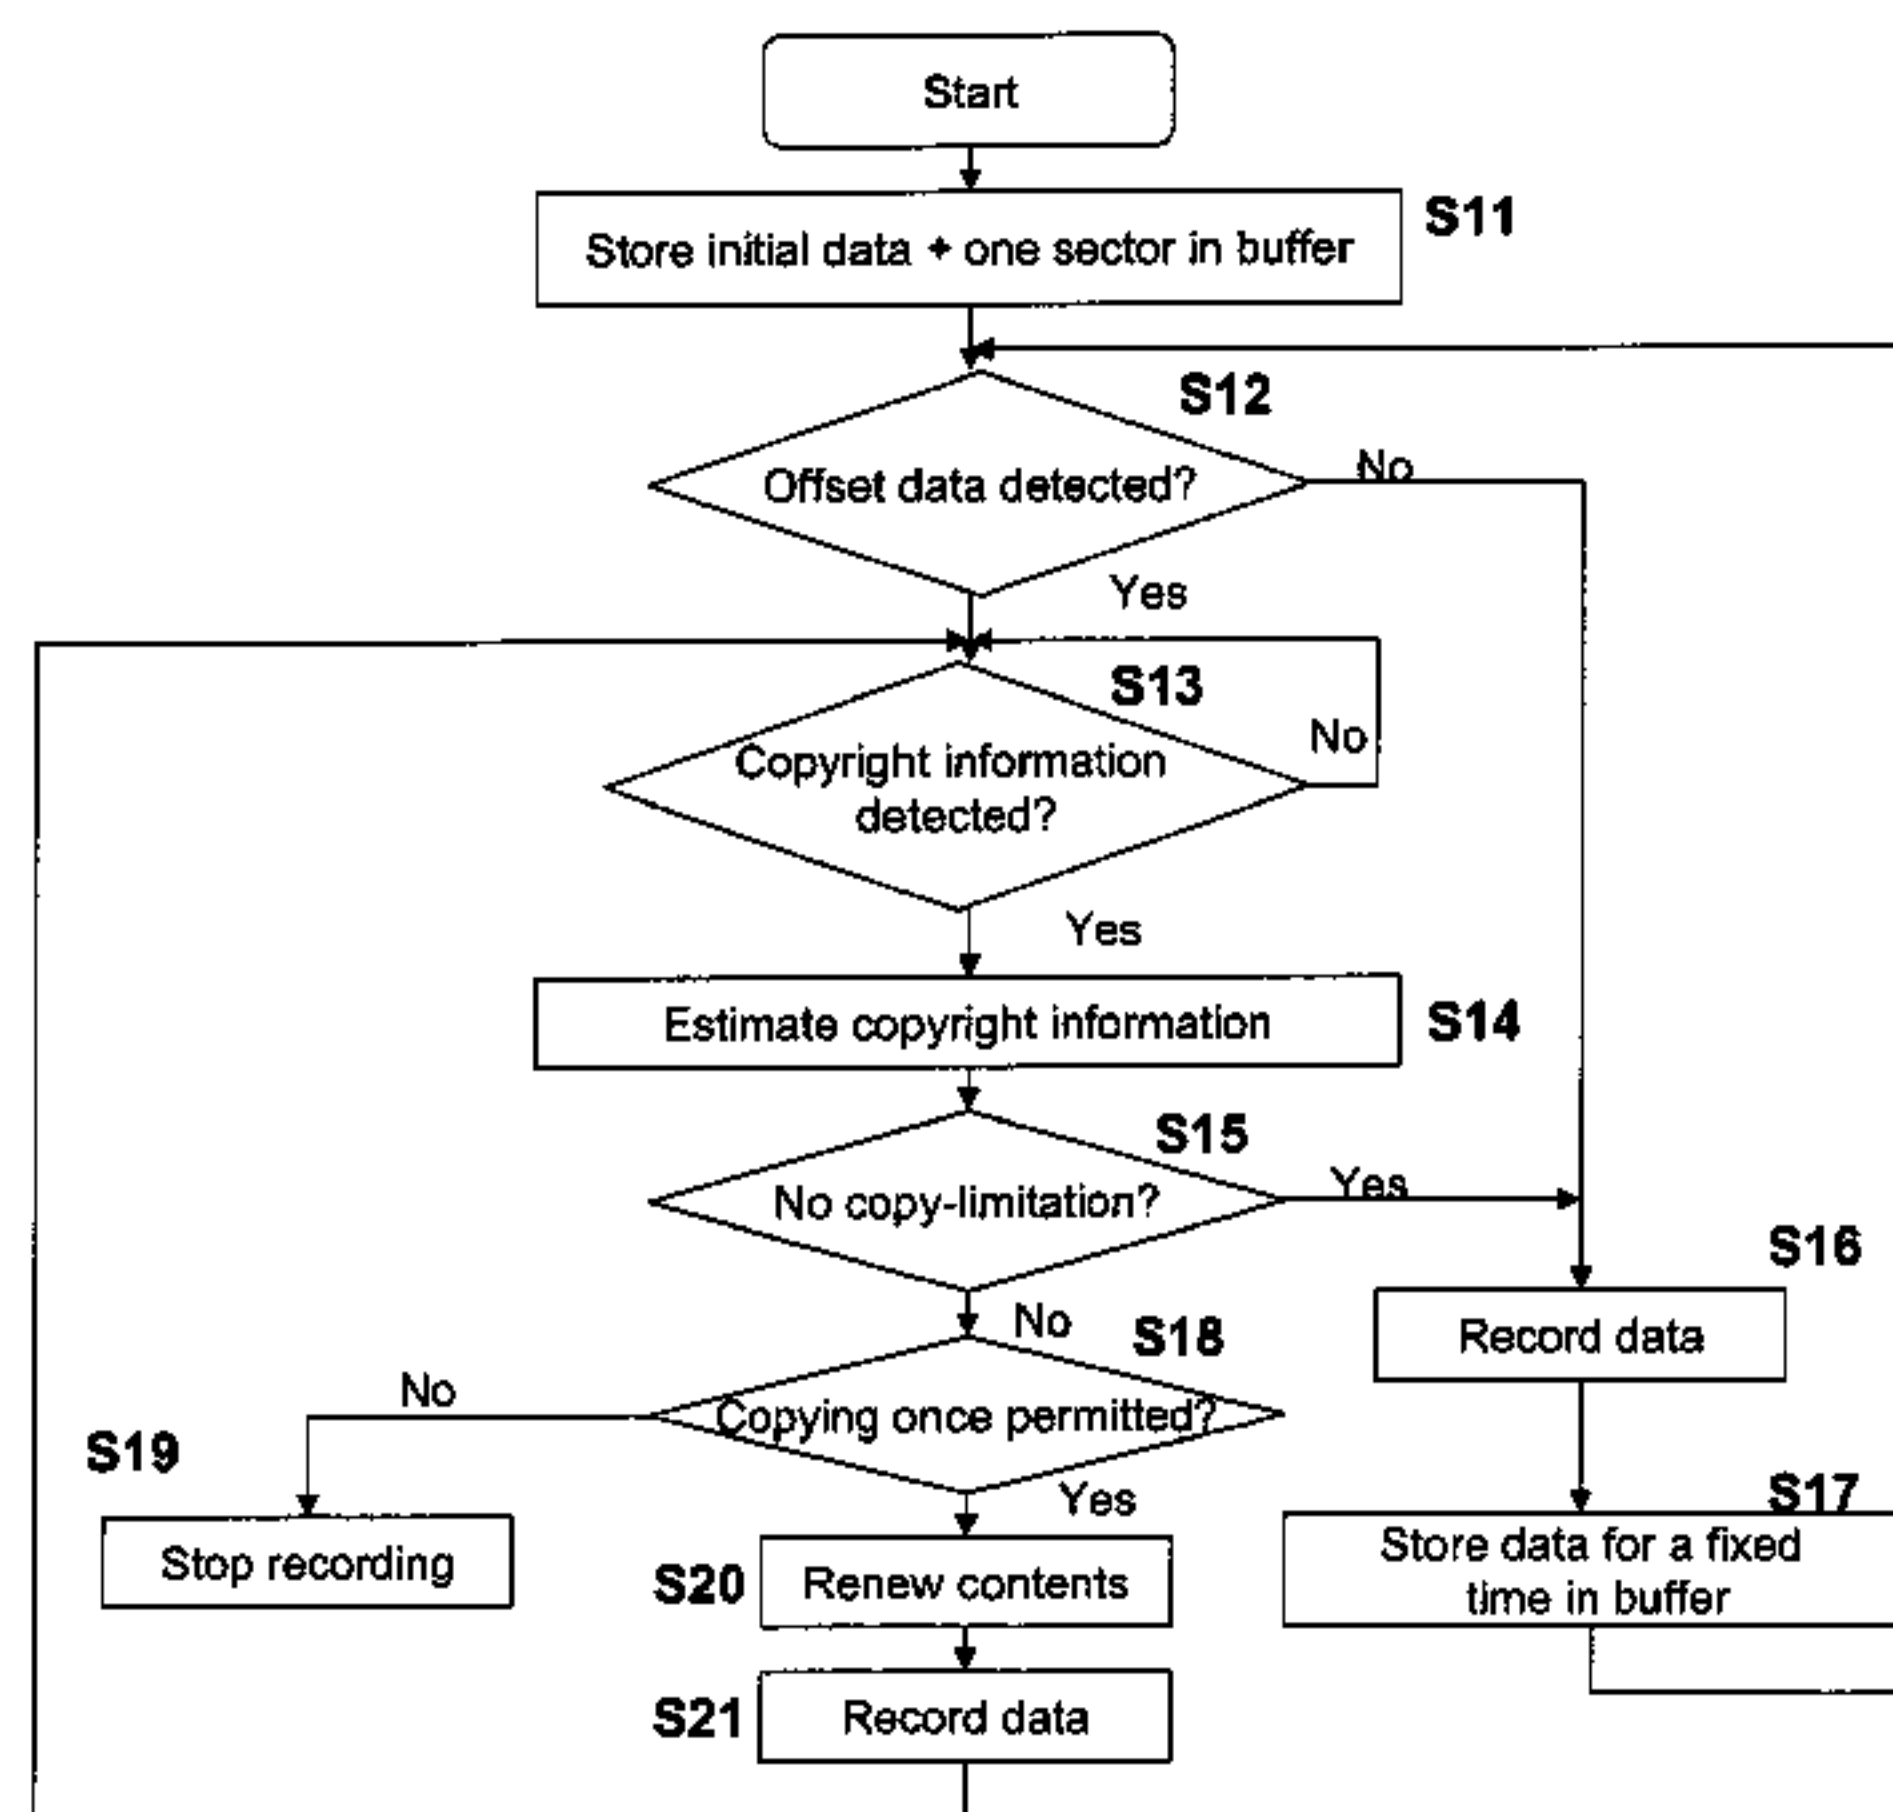 Start
S11
Store initial data + one sector in buffer
S12
No
Offset data detected?
Yes
S13
No
Copyright information
detected?
Yes
Estimate copyright information
S14
S15
Yes
No copy-limitation?
S16
No
S18
Record data
No
Copying once permitted?
S19
S17
Yes
Store data for a fixed
time in buffer
Stop recording
S20
Renew contents
S21
Record data